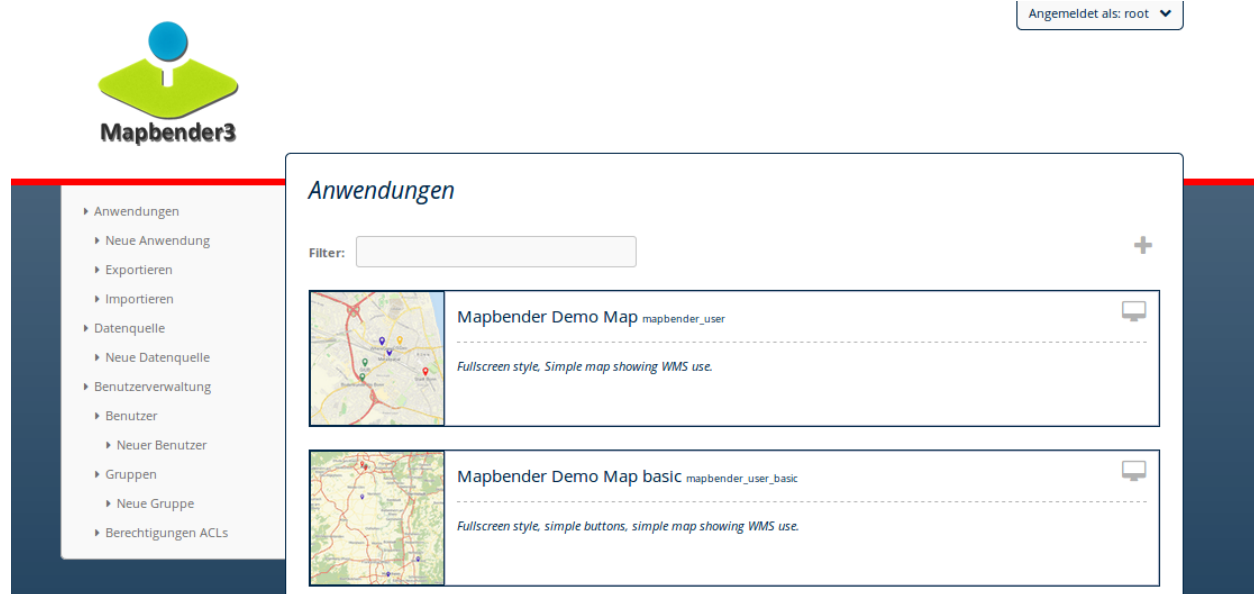 Angemeldet als: root
Mapbender3
Anwendungen
Neue Anwendung
Exportieren
Importieren
Datenquelle
Neue Datenquelle
Benutzerverwaltung
Benutzer
Neuer Benutzer
Gruppen
Neue Gruppe
Berechtigungen ACLs
Anwendungen
Filter:
Mapbender Demo Map mapbender_user
Fullscreen style, Simple map showing WMS use.
Mapbender Demo Map basic mapbender_user_basic
Fullscreen style, simple buttons, simple map showing WMS use.